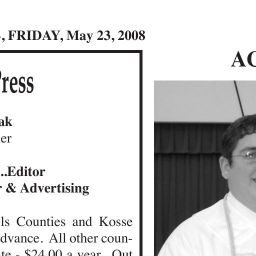 , FRIDAY, May 23, 2008
Press
AC
ak
er
...Editor
r & Advertising
ls Counties and Kosse
dvance. All other coun-
te - $24.00 a year. Out